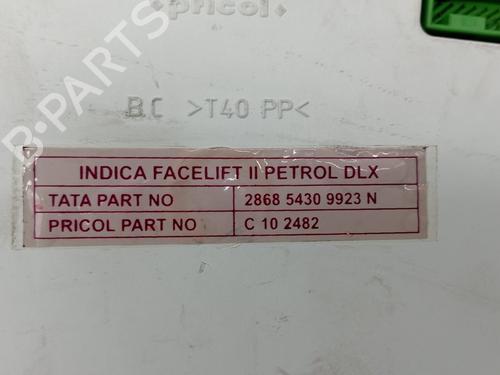 pricol
BC >T40 PP<
INDICA FACELIFT II PETROL DLX
TATA PART NO 2868 5430 9923 N
PRICOL PART NO C 10 2482
B-PARTS